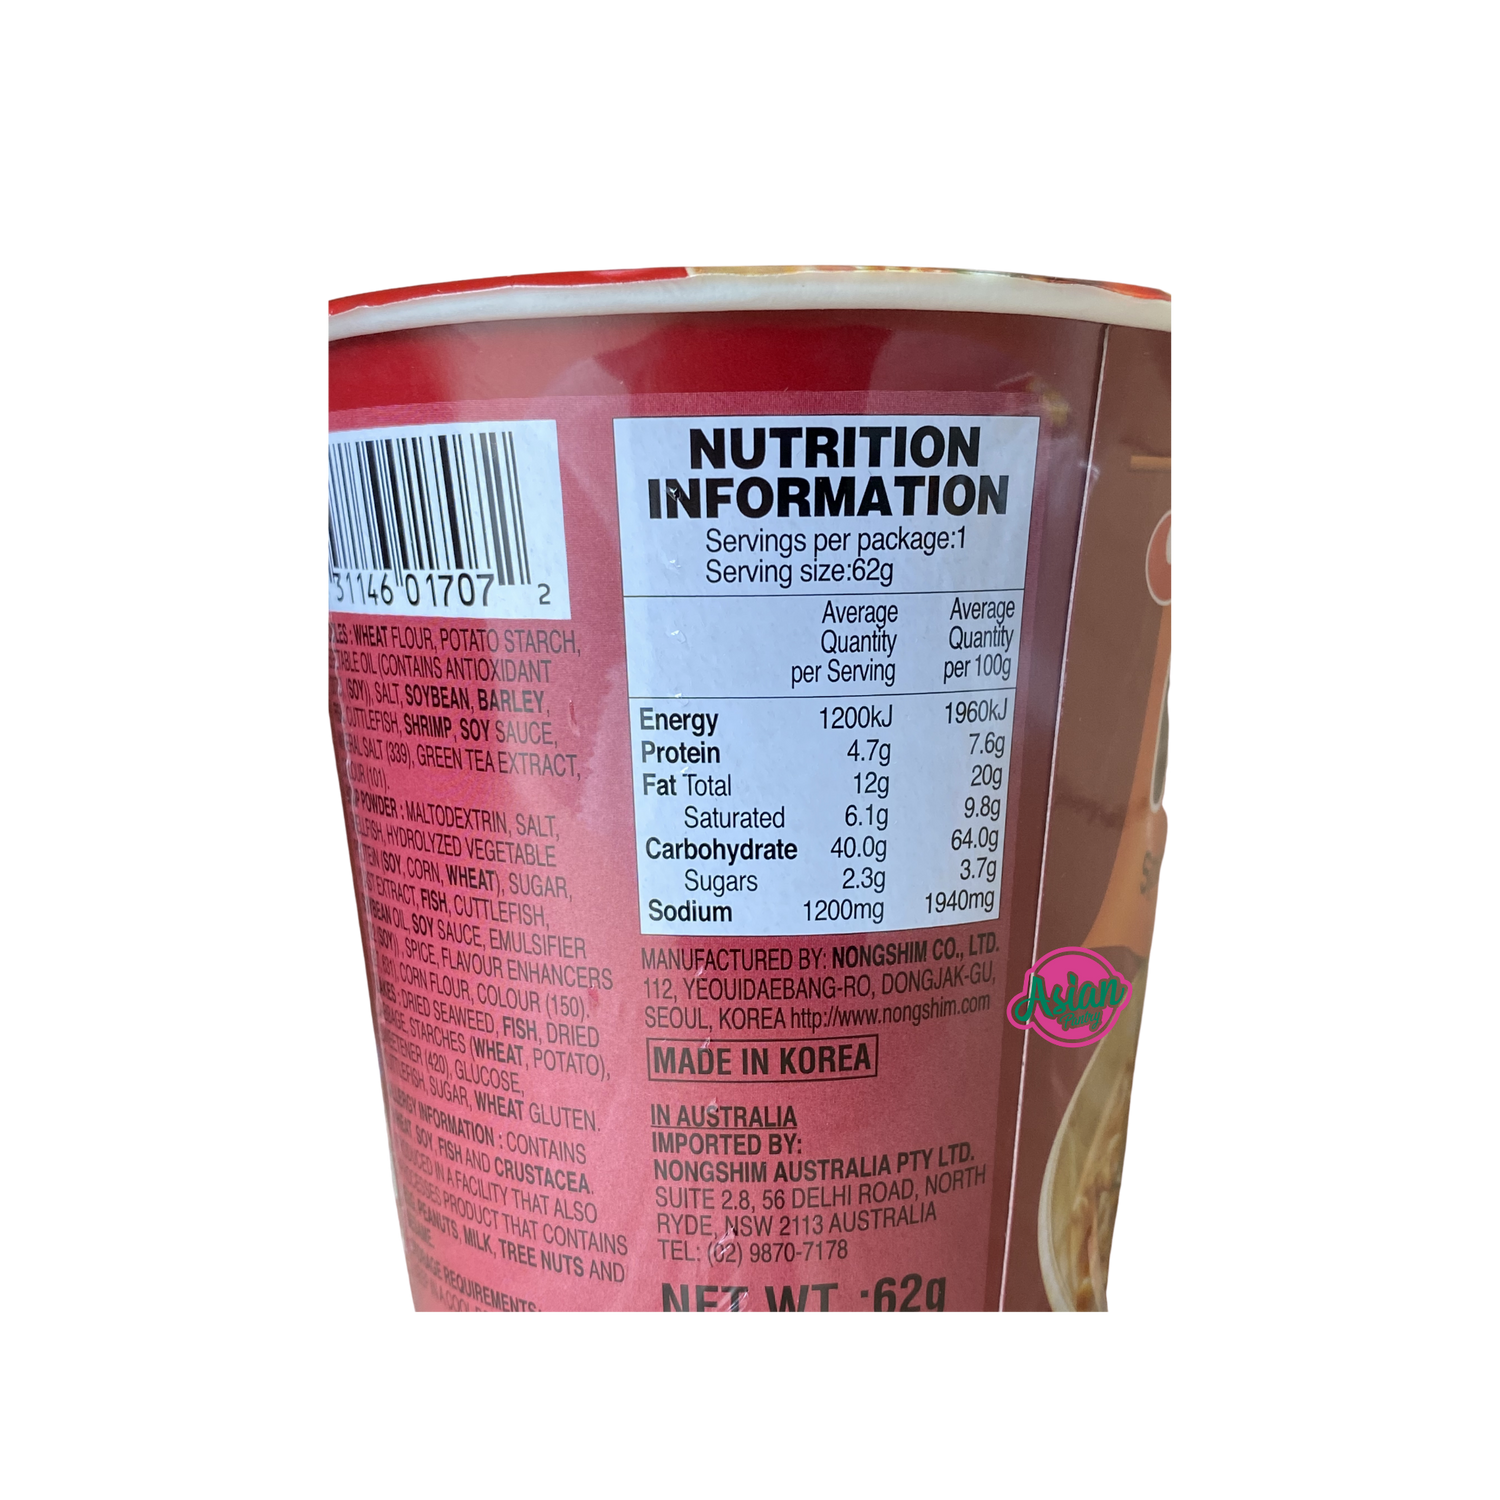 31146 01707 2
WHEAT FLOUR, POTATO STARCH,
OIL (CONTAINS ANTIOXIDANT
(SOY)), SALT, SOYBEAN, BARLEY,
CUTTLEFISH, SHRIMP, SOY SAUCE,
SALT (339), GREEN TEA EXTRACT,
(101).
POWDER : MALTODEXTRIN, SALT,
HYDROLYZED VEGETABLE
(SOY, CORN, WHEAT), SUGAR,
EXTRACT, FISH, CUTTLEFISH,
OIL, SOY SAUCE, EMULSIFIER
(SOY)), SPICE, FLAVOUR ENHANCERS
CORN FLOUR, COLOUR (150).
: DRIED SEAWEED, FISH, DRIED
STARCHES (WHEAT, POTATO),
(420), GLUCOSE,
SUGAR, WHEAT GLUTEN.
INFORMATION : CONTAINS
SOY, FISH AND CRUSTACEA.
IN A FACILITY THAT ALSO
PRODUCT THAT CONTAINS
PEANUTS, MILK, TREE NUTS AND
REQUIREMENTS
NUTRITION
INFORMATION
Servings per package:1
Serving size:62g
Average Average
Quantity Quantity
per Serving per 100g
Energy 1200kJ 1960kJ
Protein 4.7g 7.6g
Fat Total 12g 20g
Saturated 6.1g 9.8g
Carbohydrate 40.0g 64.0g
Sugars 2.3g 3.7g
Sodium 1200mg 1940mg
MANUFACTURED BY: NONGSHIM CO., LTD.
112, YEOUIDAEBANG-RO, DONGJAK-GU,
SEOUL, KOREA http://www.nongshim.com
MADE IN KOREA
IN AUSTRALIA
IMPORTED BY:
NONGSHIM AUSTRALIA PTY LTD.
SUITE 2.8, 56 DELHI ROAD, NORTH
RYDE, NSW 2113 AUSTRALIA
TEL: (02) 9870-7178
NET WT :62g
Asian
Pantry